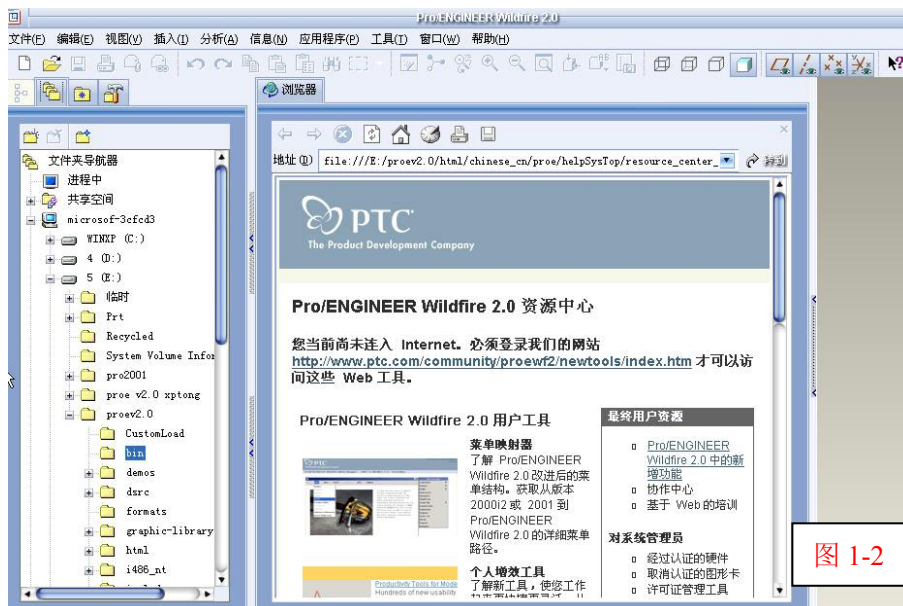 Pro/ENGINEER Wildfire 2.0
文件(F) 编辑(E) 视图(V) 插入(I) 分析(A) 信息(N) 应用程序(P) 工具(T) 窗口(W) 帮助(H)
浏览器
地址(D) file:///E:/proev2.0/html/chinese_cn/proe/helpSysTop/resource_center_ 转到
文件夹导航器
进程中
共享空间
microsof-3cfcd3
WINXP (C:)
4 (D:)
5 (E:)
临时
Prt
Recycled
System Volume Infor
pro2001
proe v2.0 xptong
proev2.0
CustomLoad
bin
demos
dsrc
formats
graphic-library
html
i486_nt
PTC
The Product Development Company
Pro/ENGINEER Wildfire 2.0 资源中心
您当前尚未连入 Internet。必须登录我们的网站
http://www.ptc.com/community/proewf2/newtools/index.htm 才可以访
问这些 Web 工具。
Pro/ENGINEER Wildfire 2.0 用户工具
菜单映射器
了解 Pro/ENGINEER
Wildfire 2.0 改进后的菜
单结构。获取从版本
2000i2 或 2001 到
Pro/ENGINEER
Wildfire 2.0 的详细菜单
路径。
个人增效工具
了解新工具，使您工作
Productivity Tools for Mode
Hundreds of new usability
最终用户资源
Pro/ENGINEER
Wildfire 2.0 中的新
增功能
协作中心
基于 Web 的培训
对系统管理员
经过认证的硬件
取消认证的图形卡
许可证管理工具
图 1-2